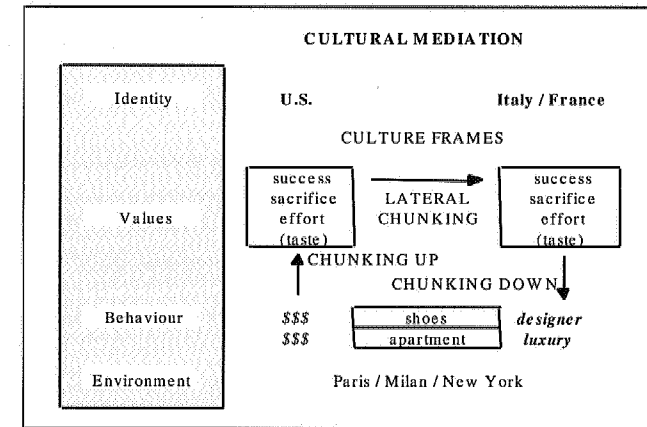 CULTURAL MEDIATION
Identity U.S. Italy / France
CULTURE FRAMES
success success
sacrifice LATERAL sacrifice
Values effort CHUNKING effort
(taste) (taste)
CHUNKING UP
CHUNKING DOWN
Behaviour $$$ shoes designer
$$$ apartment luxury
Environment Paris / Milan / New York